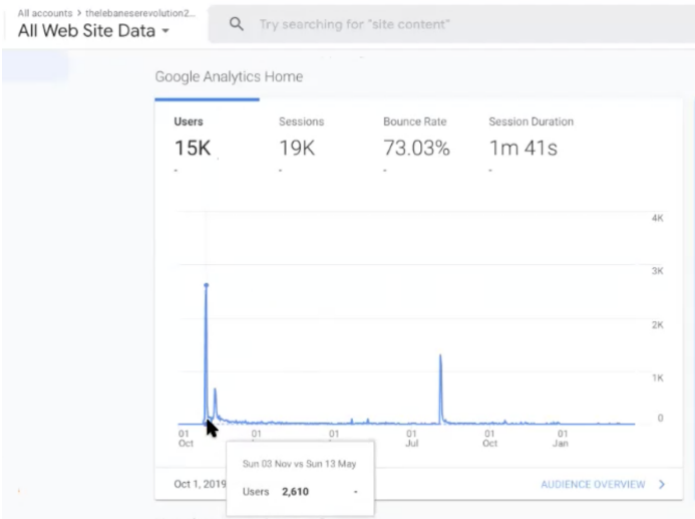 All accounts > thelebaneserevolution2...
All Web Site Data
Try searching for "site content"
Google Analytics Home
Users Sessions Bounce Rate Session Duration
15K 19K 73.03% 1m 41s
- - - -
4K
3K
2K
1K
0
01 01 01 01 01 01
Oct Jul Oct Jan
Sun 03 Nov vs Sun 13 May
Oct 1, 2019 AUDIENCE OVERVIEW >
Users 2,610 -